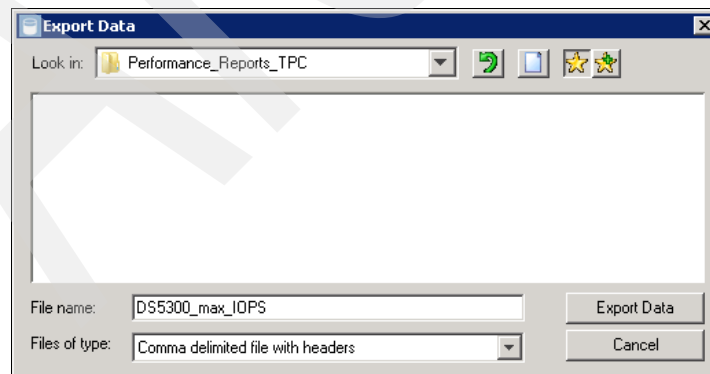 Export Data
Look in: Performance_Reports_TPC
File name: DS5300_max_IOPS Export Data
Files of type: Comma delimited file with headers Cancel